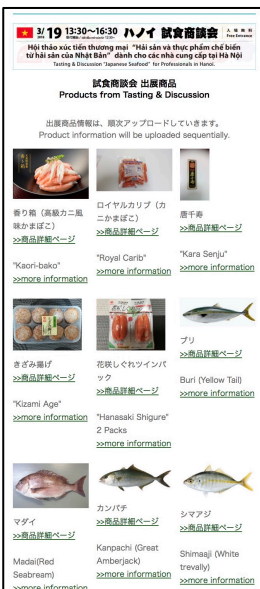 3/19 13:30~16:30 ハノイ 試食商談会 入場無料
Free Entrance
Hội thảo xúc tiến thương mại "Hải sản và thực phẩm chế biến
từ hải sản của Nhật Bản" dành cho các nhà cung cấp tại Hà Nội
Tasting & Discussion "Japanese Seafood" for Professionals in Hanoi.
試食商談会 出展商品
Products from Tasting & Discussion
出展商品情報は、順次アップロードしていきます。
Product information will be uploaded sequentially.
香り箱（高級カニ風
味かまぼこ）
>>商品詳細ページ
"Kaori-bako"
>>more information
ロイヤルカリブ（カ
ニかまぼこ）
>>商品詳細ページ
"Royal Carib"
>>more information
唐千寿
>>商品詳細ページ
"Kara Senju"
>>more information
きざみ揚げ
>>商品詳細ページ
"Kizami Age"
>>more information
花咲しぐれツインパ
ック
>>商品詳細ページ
"Hanasaki Shigure"
2 Packs
>>more information
ブリ
>>商品詳細ページ
Buri (Yellow Tail)
>>more information
マダイ
>>商品詳細ページ
Madai(Red
Seabream)
>>more information
カンパチ
>>商品詳細ページ
Kanpachi (Great
Amberjack)
>>more information
シマアジ
>>商品詳細ページ
Shimaaji (White
trevally)
>>more information